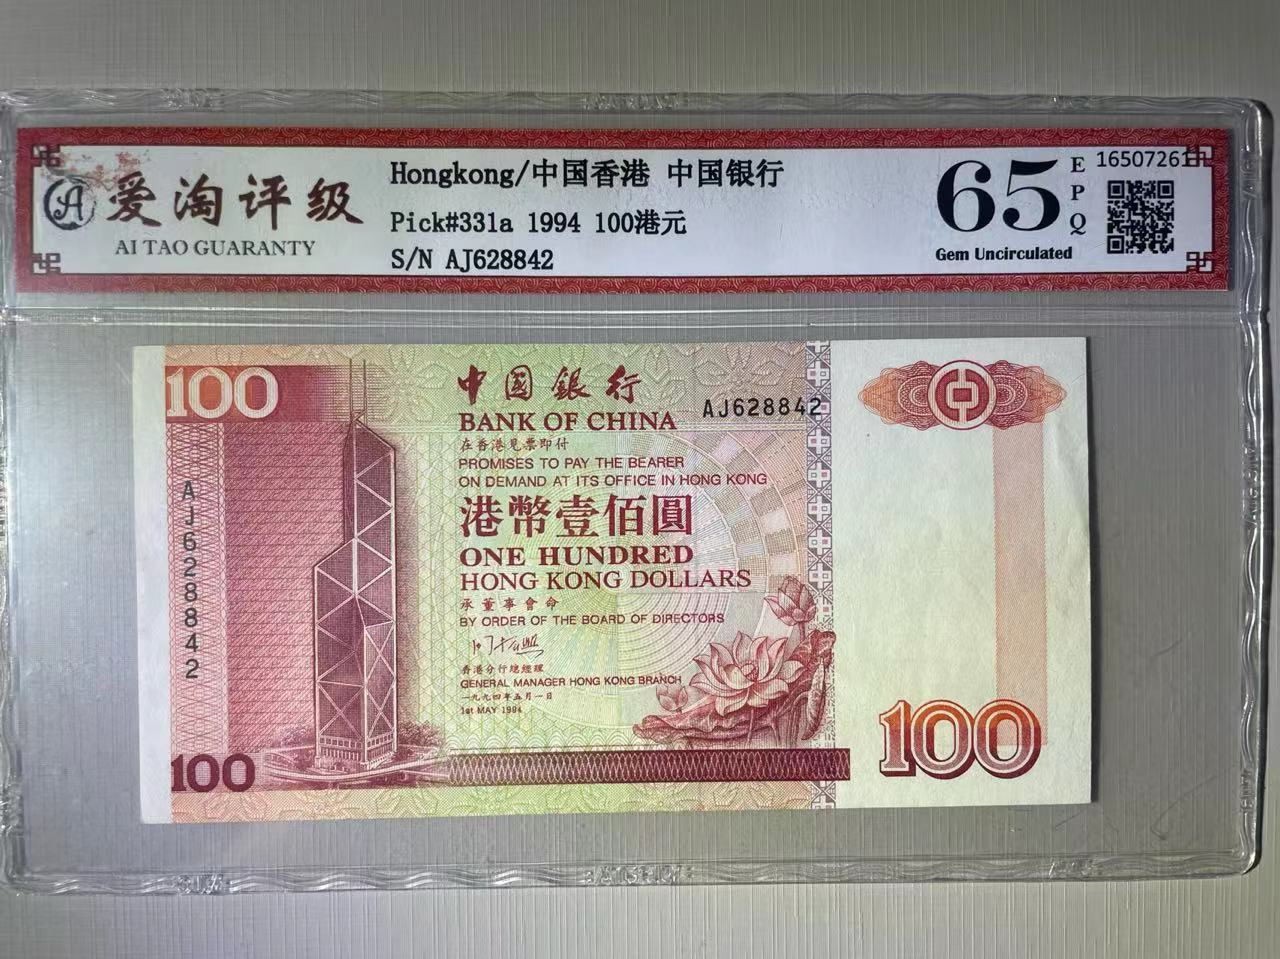 爱淘评级
AI TAO GUARANTY
Hongkong/中国香港 中国银行
Pick#331a 1994 100港元
S/N AJ628842
65
EPQ
Gem Uncirculated
16507261
100
中國銀行
BANK OF CHINA
AJ628842
在香港見票即付
PROMISES TO PAY THE BEARER
ON DEMAND AT ITS OFFICE IN HONG KONG
港幣壹佰圓
ONE HUNDRED
HONG KONG DOLLARS
承董事會命
BY ORDER OF THE BOARD OF DIRECTORS
香港分行總經理
GENERAL MANAGER HONG KONG BRANCH
一九九四年五月一日
1st MAY 1994
AJ628842
100
100